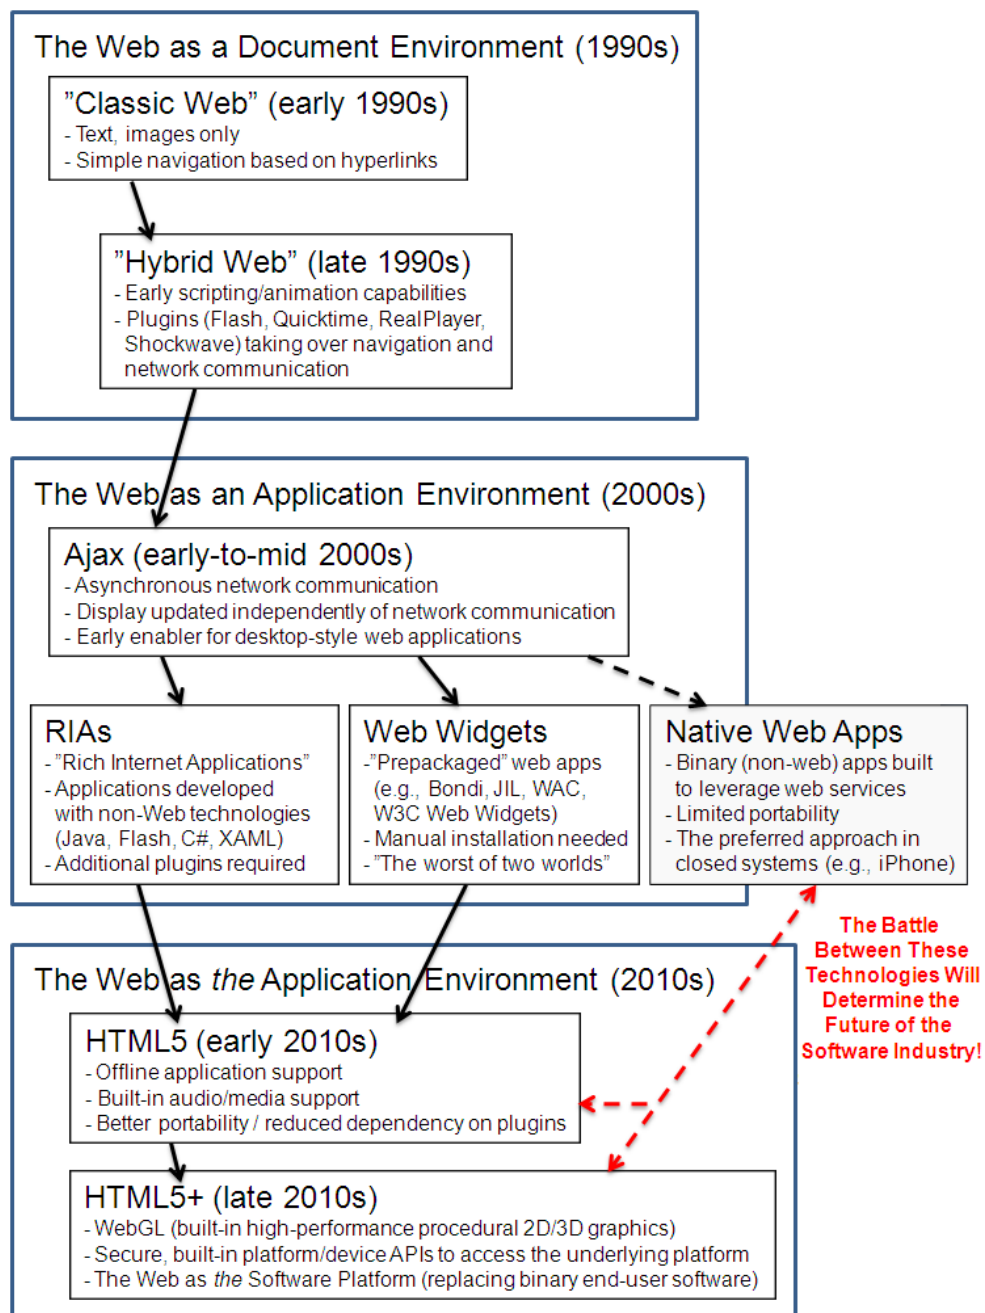 The Web as a Document Environment (1990s)
”Classic Web” (early 1990s)
- Text, images only
- Simple navigation based on hyperlinks
”Hybrid Web” (late 1990s)
- Early scripting/animation capabilities
- Plugins (Flash, Quicktime, RealPlayer,
Shockwave) taking over navigation and
network communication
The Web as an Application Environment (2000s)
Ajax (early-to-mid 2000s)
- Asynchronous network communication
- Display updated independently of network communication
- Early enabler for desktop-style web applications
RIAs
- ”Rich Internet Applications”
- Applications developed
with non-Web technologies
(Java, Flash, C#, XAML)
- Additional plugins required
Web Widgets
- ”Prepackaged” web apps
(e.g., Bondi, JIL, WAC,
W3C Web Widgets)
- Manual installation needed
- ”The worst of two worlds”
Native Web Apps
- Binary (non-web) apps built
to leverage web services
- Limited portability
- The preferred approach in
closed systems (e.g., iPhone)
The Battle
Between These
Technologies Will
Determine the
Future of the
Software Industry!
The Web as the Application Environment (2010s)
HTML5 (early 2010s)
- Offline application support
- Built-in audio/media support
- Better portability / reduced dependency on plugins
HTML5+ (late 2010s)
- WebGL (built-in high-performance procedural 2D/3D graphics)
- Secure, built-in platform/device APIs to access the underlying platform
- The Web as the Software Platform (replacing binary end-user software)